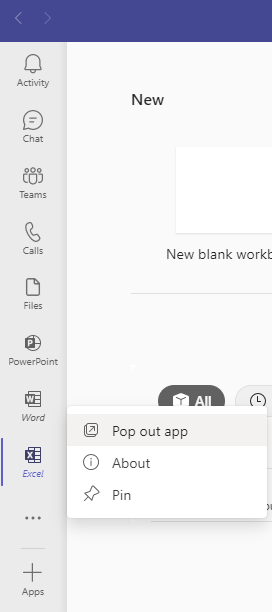 Activity
Chat
Teams
Calls
Files
PowerPoint
Word
Excel
Apps
New
New blank workb
All
Pop out app
About
Pin